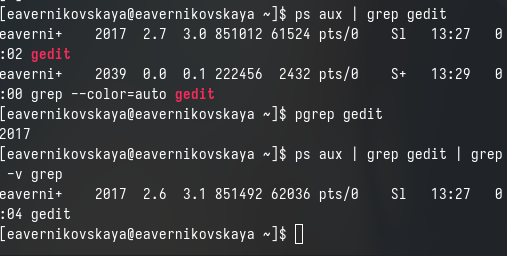 [eavernikovskaya@eavernikovskaya ~]$ ps aux | grep gedit
eaverni+    2017  2.7  3.0 851012 61524 pts/0    Sl   13:27   0
:02 gedit
eaverni+    2039  0.0  0.1 222456  2432 pts/0    S+   13:29   0
:00 grep --color=auto gedit
[eavernikovskaya@eavernikovskaya ~]$ pgrep gedit
2017
[eavernikovskaya@eavernikovskaya ~]$ ps aux | grep gedit | grep
 -v grep
eaverni+    2017  2.6  3.1 851492 62036 pts/0    Sl   13:27   0
:04 gedit
[eavernikovskaya@eavernikovskaya ~]$